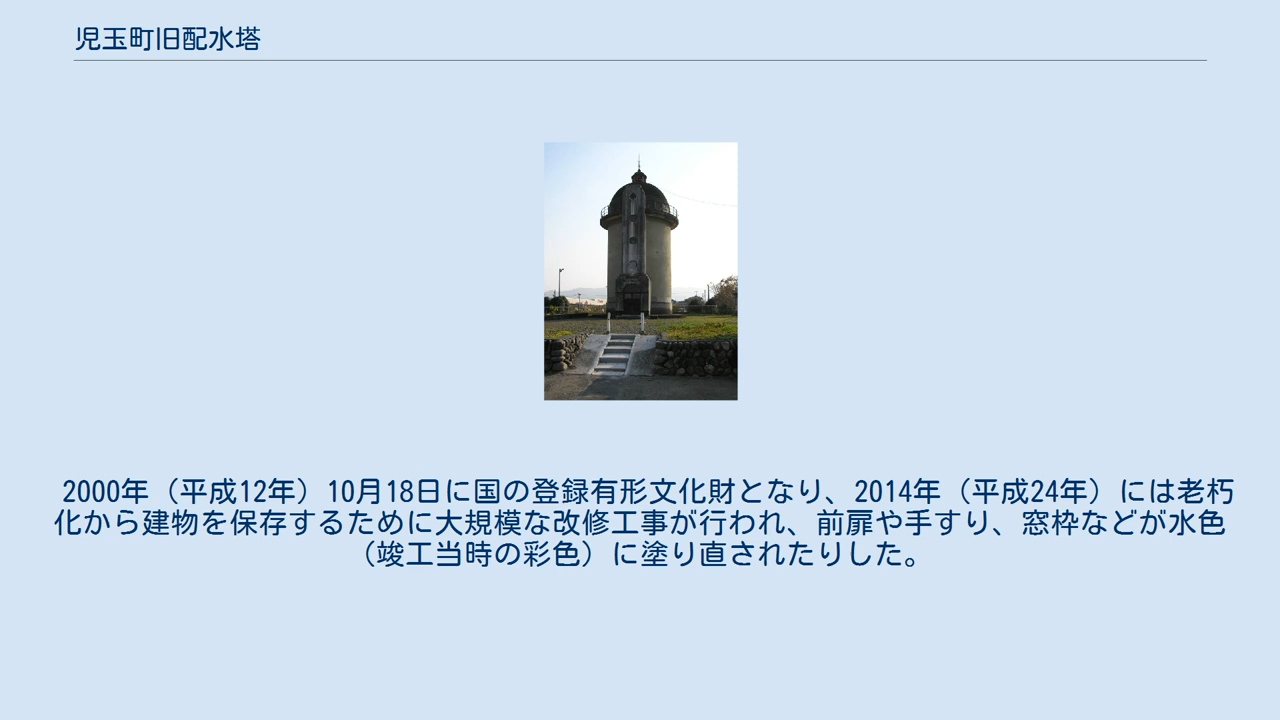 児玉町旧配水塔
2000年（平成12年）10月18日に国の登録有形文化財となり、2014年（平成24年）には老朽
化から建物を保存するために大規模な改修工事が行われ、前扉や手すり、窓枠などが水色
（竣工当時の彩色）に塗り直されたりした。